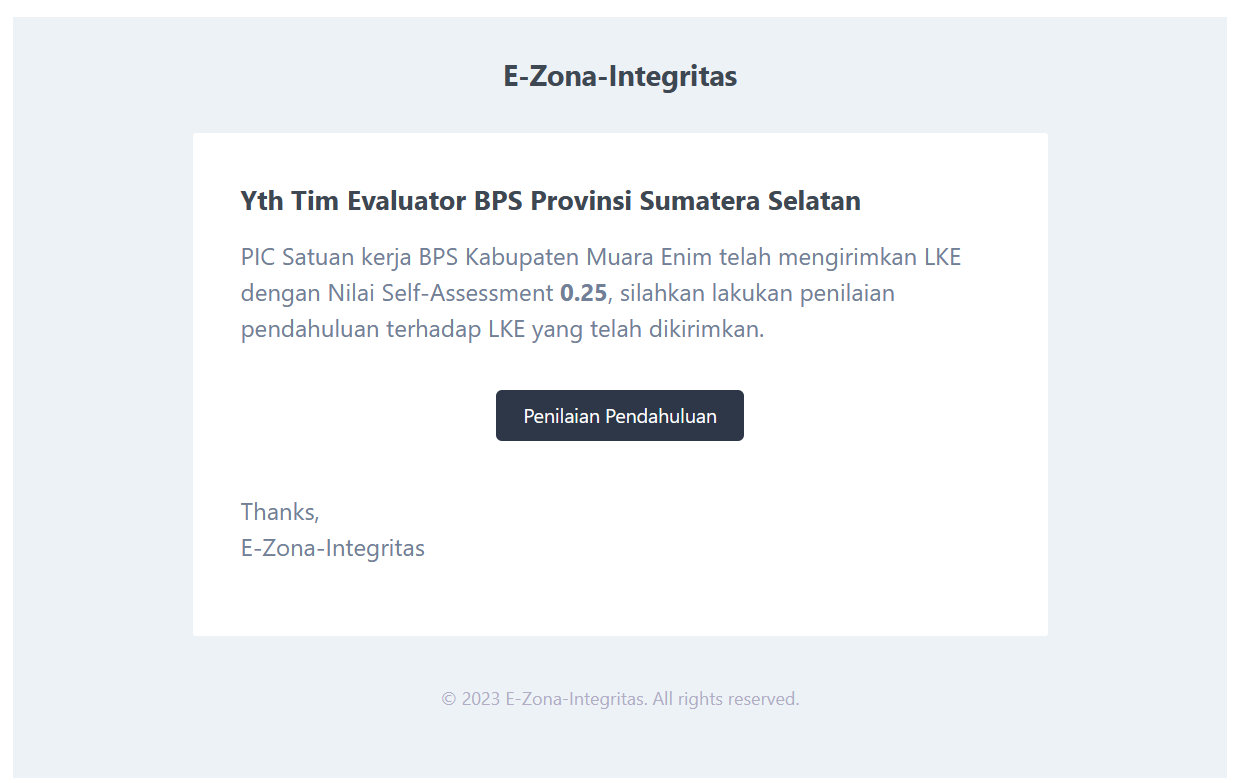 E-Zona-Integritas
Yth Tim Evaluator BPS Provinsi Sumatera Selatan
PIC Satuan kerja BPS Kabupaten Muara Enim telah mengirimkan LKE
dengan Nilai Self-Assessment 0.25, silahkan lakukan penilaian
pendahuluan terhadap LKE yang telah dikirimkan.
Penilaian Pendahuluan
Thanks,
E-Zona-Integritas
© 2023 E-Zona-Integritas. All rights reserved.